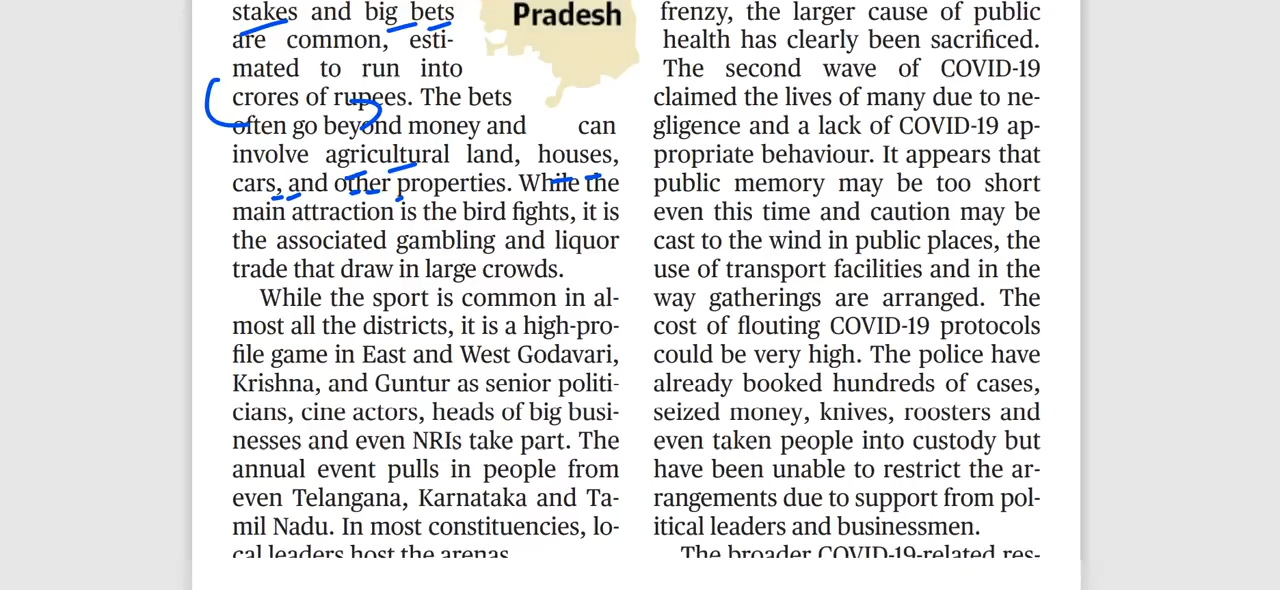 stakes and big bets
are common, esti-
mated to run into
crores of rupees. The bets
often go beyond money and can
involve agricultural land, houses,
cars, and other properties. While the
main attraction is the bird fights, it is
the associated gambling and liquor
trade that draw in large crowds.
While the sport is common in al-
most all the districts, it is a high-pro-
file game in East and West Godavari,
Krishna, and Guntur as senior politi-
cians, cine actors, heads of big busi-
nesses and even NRIs take part. The
annual event pulls in people from
even Telangana, Karnataka and Ta-
mil Nadu. In most constituencies, lo-
cal leaders host the arenas
Pradesh
frenzy, the larger cause of public
health has clearly been sacrificed.
The second wave of COVID-19
claimed the lives of many due to ne-
gligence and a lack of COVID-19 ap-
propriate behaviour. It appears that
public memory may be too short
even this time and caution may be
cast to the wind in public places, the
use of transport facilities and in the
way gatherings are arranged. The
cost of flouting COVID-19 protocols
could be very high. The police have
already booked hundreds of cases,
seized money, knives, roosters and
even taken people into custody but
have been unable to restrict the ar-
rangements due to support from pol-
itical leaders and businessmen.
The broader COVID-19-related res-